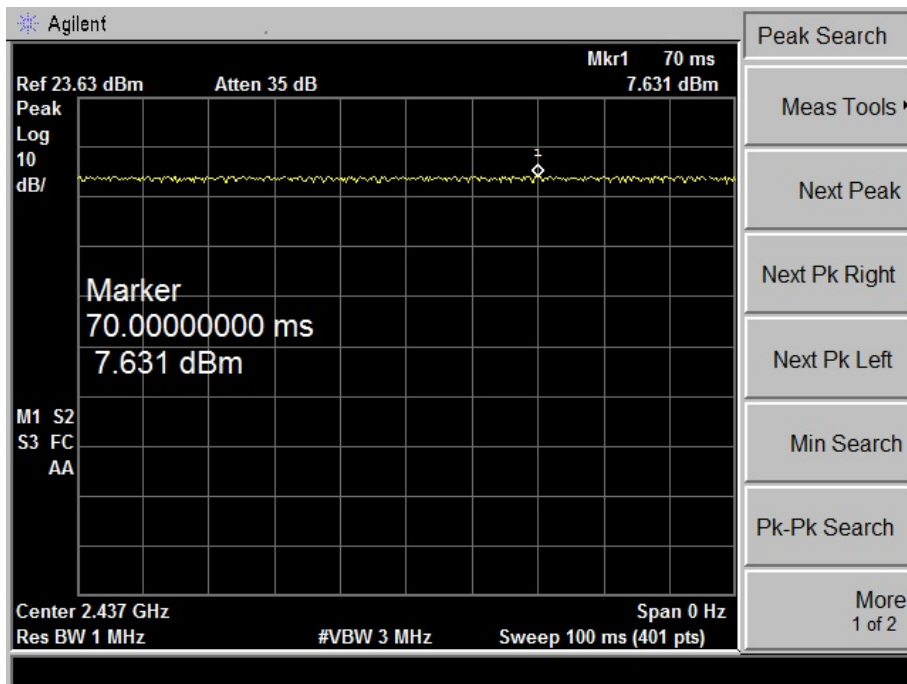 Agilent
Peak Search
Mkr1 70 ms
Ref 23.63 dBm Atten 35 dB 7.631 dBm
Peak
Log
10
dB/
1
Marker
70.00000000 ms
7.631 dBm
M1 S2
S3 FC
AA
Center 2.437 GHz Span 0 Hz
Res BW 1 MHz #VBW 3 MHz Sweep 100 ms (401 pts)
Meas Tools
Next Peak
Next Pk Right
Next Pk Left
Min Search
Pk-Pk Search
More
1 of 2